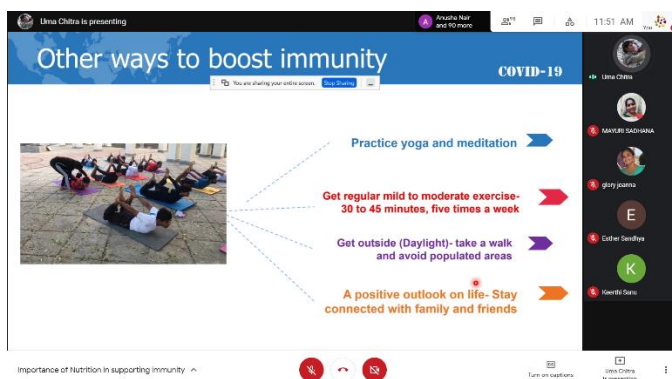 Uma Chitra is presenting
A
Anusha Nair
and 90 more
11:51 AM
You
Other ways to boost immunity
COVID-19
You are sharing your entire screen.
Stop Sharing
Practice yoga and meditation
Get regular mild to moderate exercise-
30 to 45 minutes, five times a week
Get outside (Daylight)- take a walk
and avoid populated areas
A positive outlook on life- Stay
connected with family and friends
Uma Chitra
MAYURI SADHANA
glory joanna
E
Esther Sandhya
K
Keerthi Sanu
Importance of Nutrition in supporting immunity
Turn on captions
Uma Chitra
is presenting